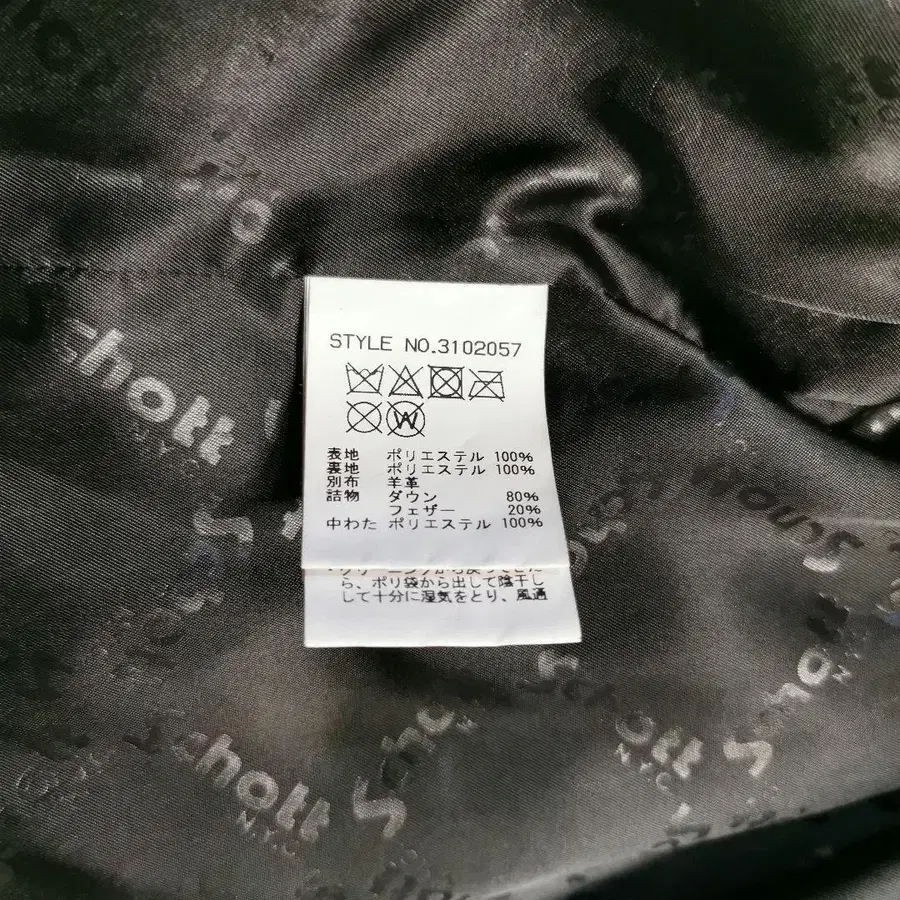 Schott
N.Y.C
STYLE NO.3102057
W
表地 ポリエステル 100%
裏地 ポリエステル 100%
別布 羊革
詰物 ダウン 80%
フェザー 20%
中わた ポリエステル 100%
ら、ポリ袋から出して陰干し
して十分に湿気をとり、風通
Schott
Schott
N.Y.C
Schott
N.Y.C